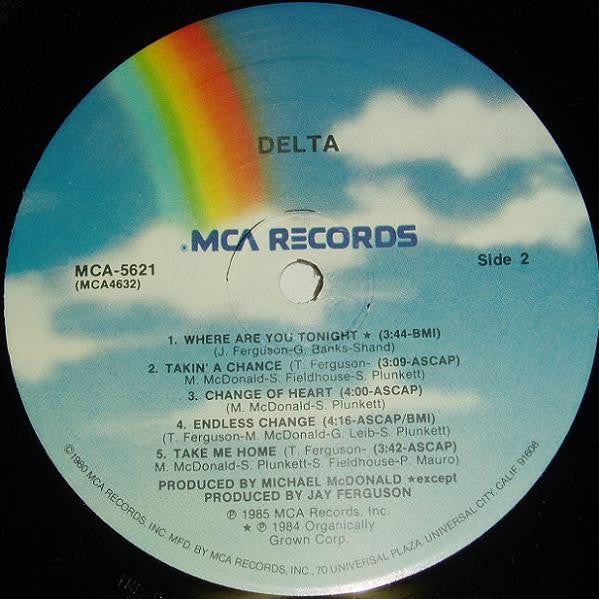 DELTA
MCA RECORDS
MCA-5621
(MCA4632)
Side 2
1. WHERE ARE YOU TONIGHT ★ (3:44-BMI)
(J. Ferguson-G. Banks-Shand)
2. TAKIN' A CHANCE (T. Ferguson- (3:09-ASCAP)
M. McDonald-S. Fieldhouse-S. Plunkett)
3. CHANGE OF HEART (4:00-ASCAP)
(M. McDonald-S. Plunkett)
4. ENDLESS CHANGE (4:16-ASCAP/BMI)
(T. Ferguson-M. McDonald-G. Leib-S. Plunkett)
5. TAKE ME HOME (T. Ferguson- (3:42-ASCAP)
M. McDonald-S. Plunkett-S. Fieldhouse-P. Mauro)
PRODUCED BY MICHAEL McDONALD ★except
PRODUCED BY JAY FERGUSON
℗ 1985 MCA Records, Inc.
★ ℗ 1984 Organically
Grown Corp.
©1980 MCA RECORDS, INC. MFD. BY MCA RECORDS, INC., 70 UNIVERSAL PLAZA, UNIVERSAL CITY, CALIF. 91608